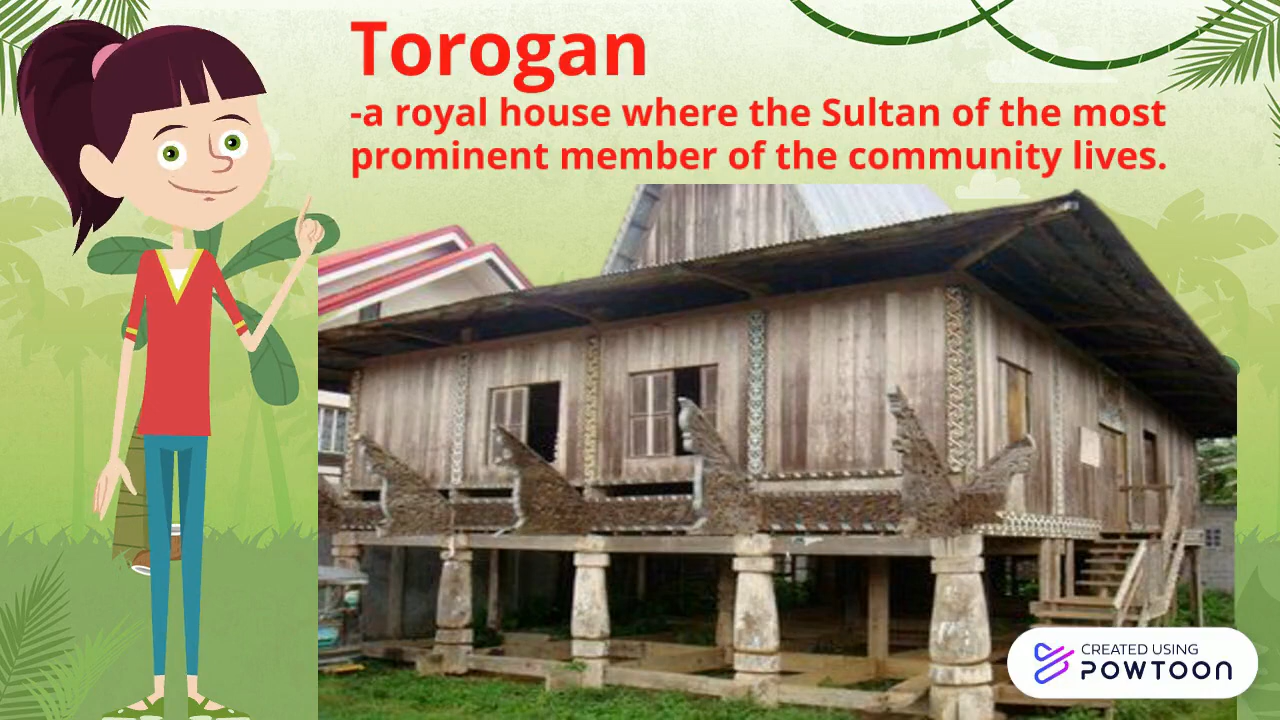 Torogan
-a royal house where the Sultan of the most
prominent member of the community lives.
CREATED USING
POWTOON